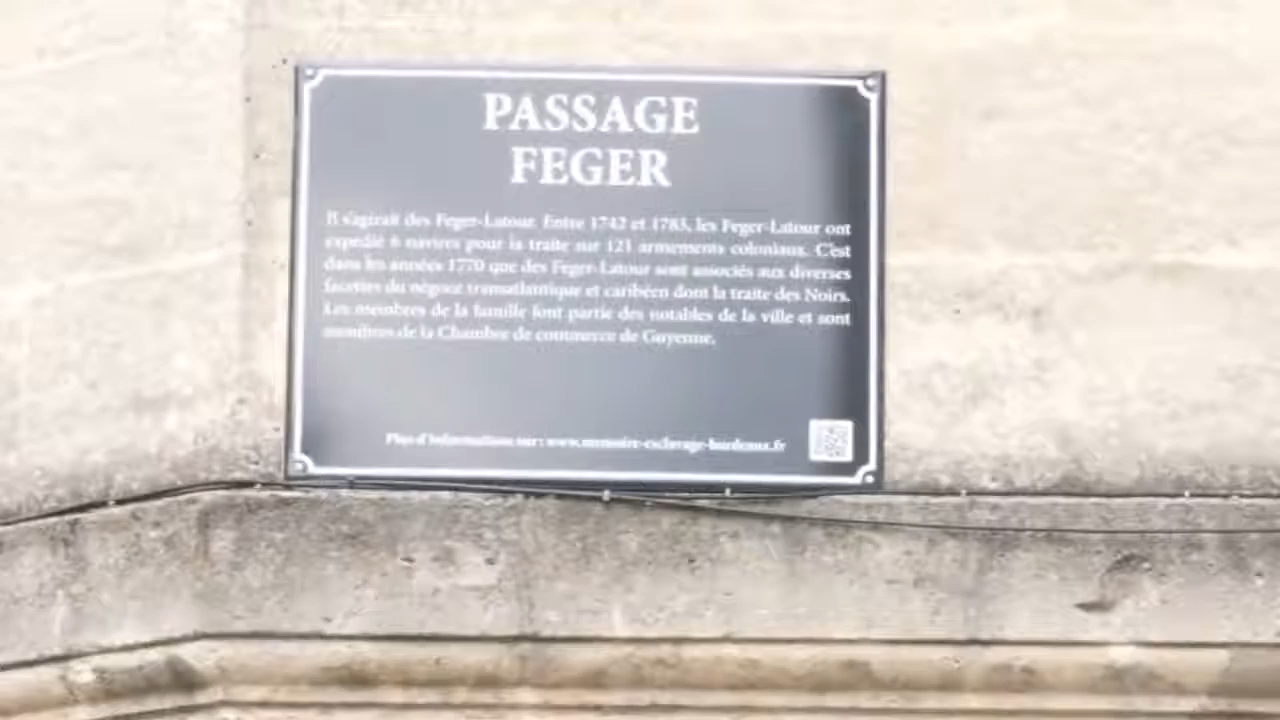 PASSAGE
FEGER
Il s'agirait des Feger-Latour. Entre 1742 et 1783, les Feger-Latour ont
expédié 6 navires pour la traite sur 121 armements coloniaux. C'est
dans les années 1770 que des Feger-Latour sont associés aux diverses
facettes du négoce transatlantique et caribéen dont la traite des Noirs.
Les membres de la famille font partie des notables de la ville et sont
membres de la Chambre de commerce de Guyenne.
Plus d'informations sur : www.memoire-esclavage-bordeaux.fr